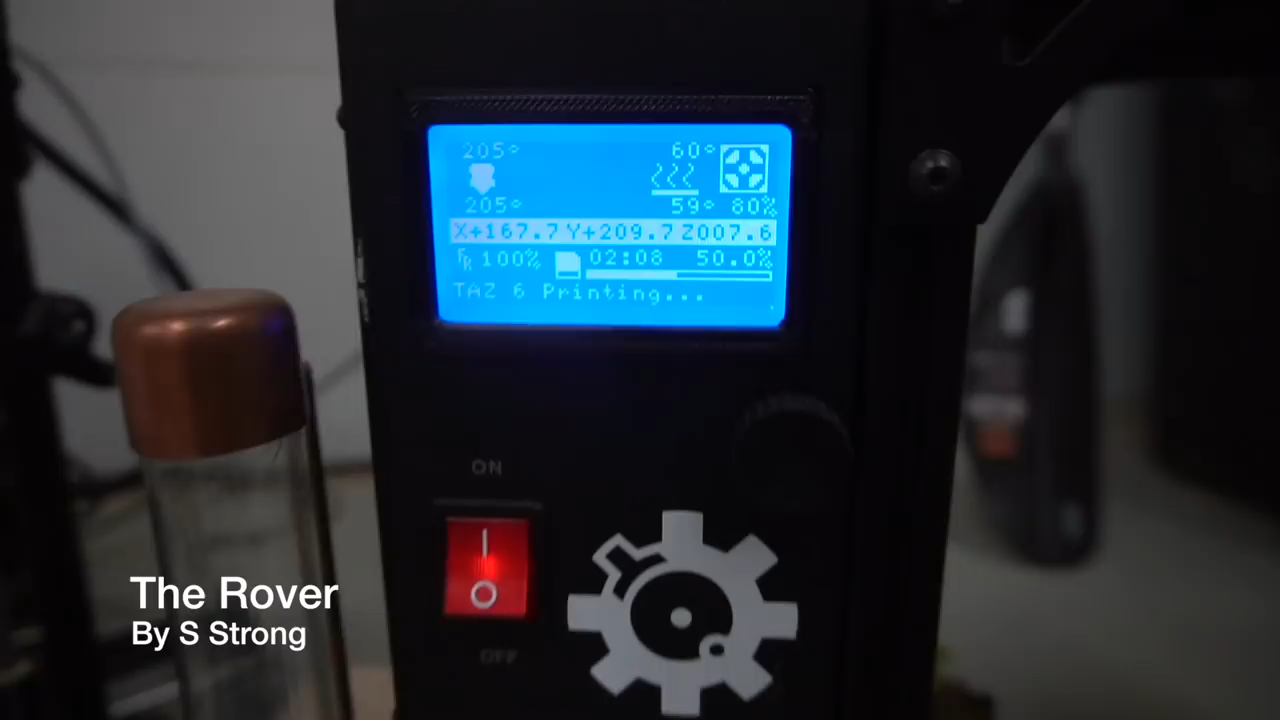 205° 60°
205° 59° 80%
X+167.7 Y+209.7 Z007.6
FR 100% 02:08 50.0%
TAZ 6 Printing...
ON
OFF
The Rover
By S Strong